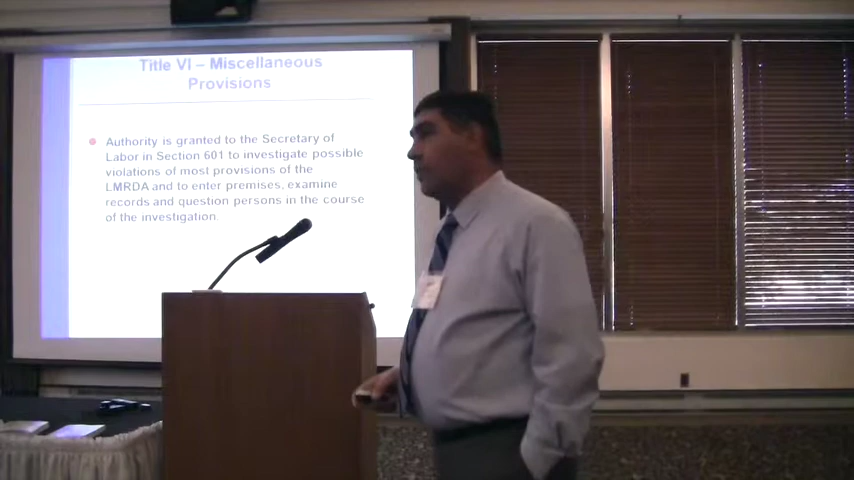 Title VI – Miscellaneous
Provisions
Authority is granted to the Secretary of
Labor in Section 601 to investigate possible
violations of most provisions of the
LMRDA and to enter premises, examine
records and question persons in the course
of the investigation.